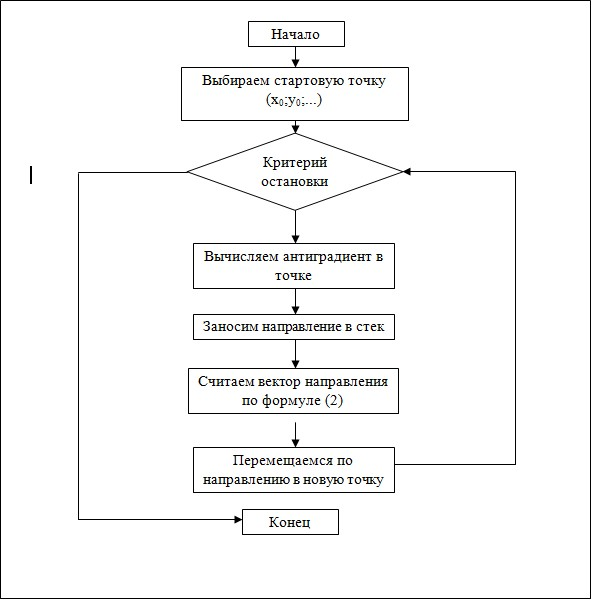 Начало
Выбираем стартовую точку
(x₀;y₀;...)
Критерий
остановки
Вычисляем антиградиент в
точке
Заносим направление в стек
Считаем вектор направления
по формуле (2)
Перемещаемся по
направлению в новую точку
Конец